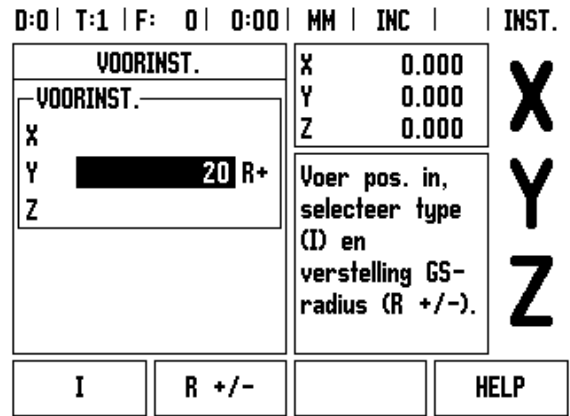 D:0 | T:1 | F: 0 | 0:00 | MM | INC | | INST.
VOORINST.
VOORINST.
X
Y 20 R+
Z
X 0.000
Y 0.000
Z 0.000
Voer pos. in,
selecteer type
(I) en
verstelling GS-
radius (R +/-).
X
Y
Z
I
R +/-
HELP